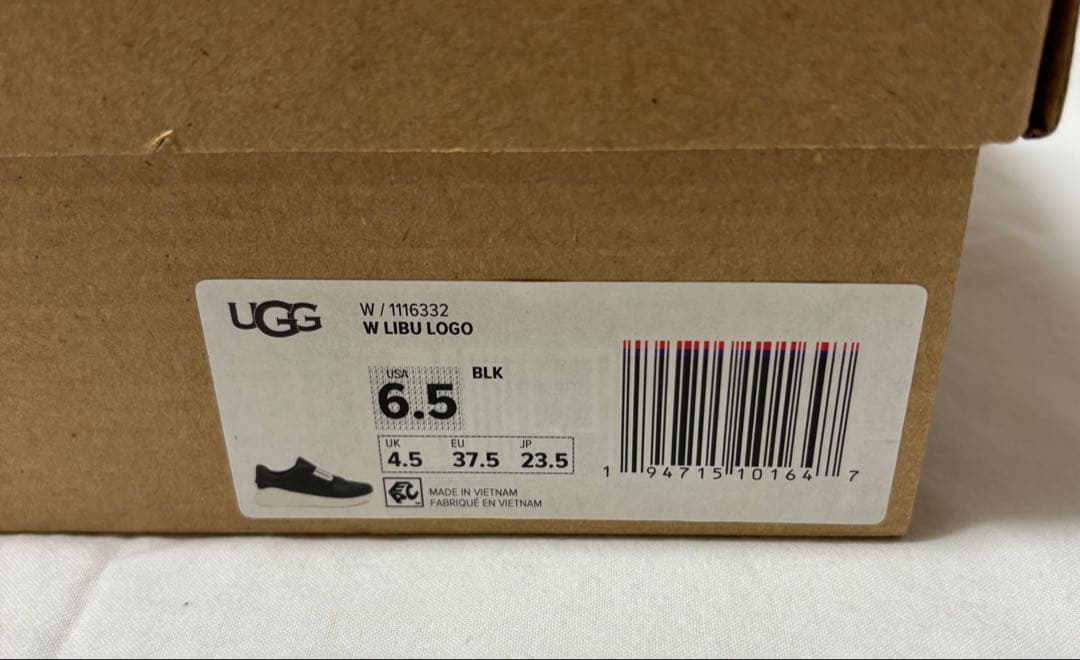 UGG
W / 1116332
W LIBU LOGO
USA
6.5
BLK
UK EU JP
4.5 37.5 23.5
MADE IN VIETNAM
FABRIQUÉ EN VIETNAM
1 94715 10164 7